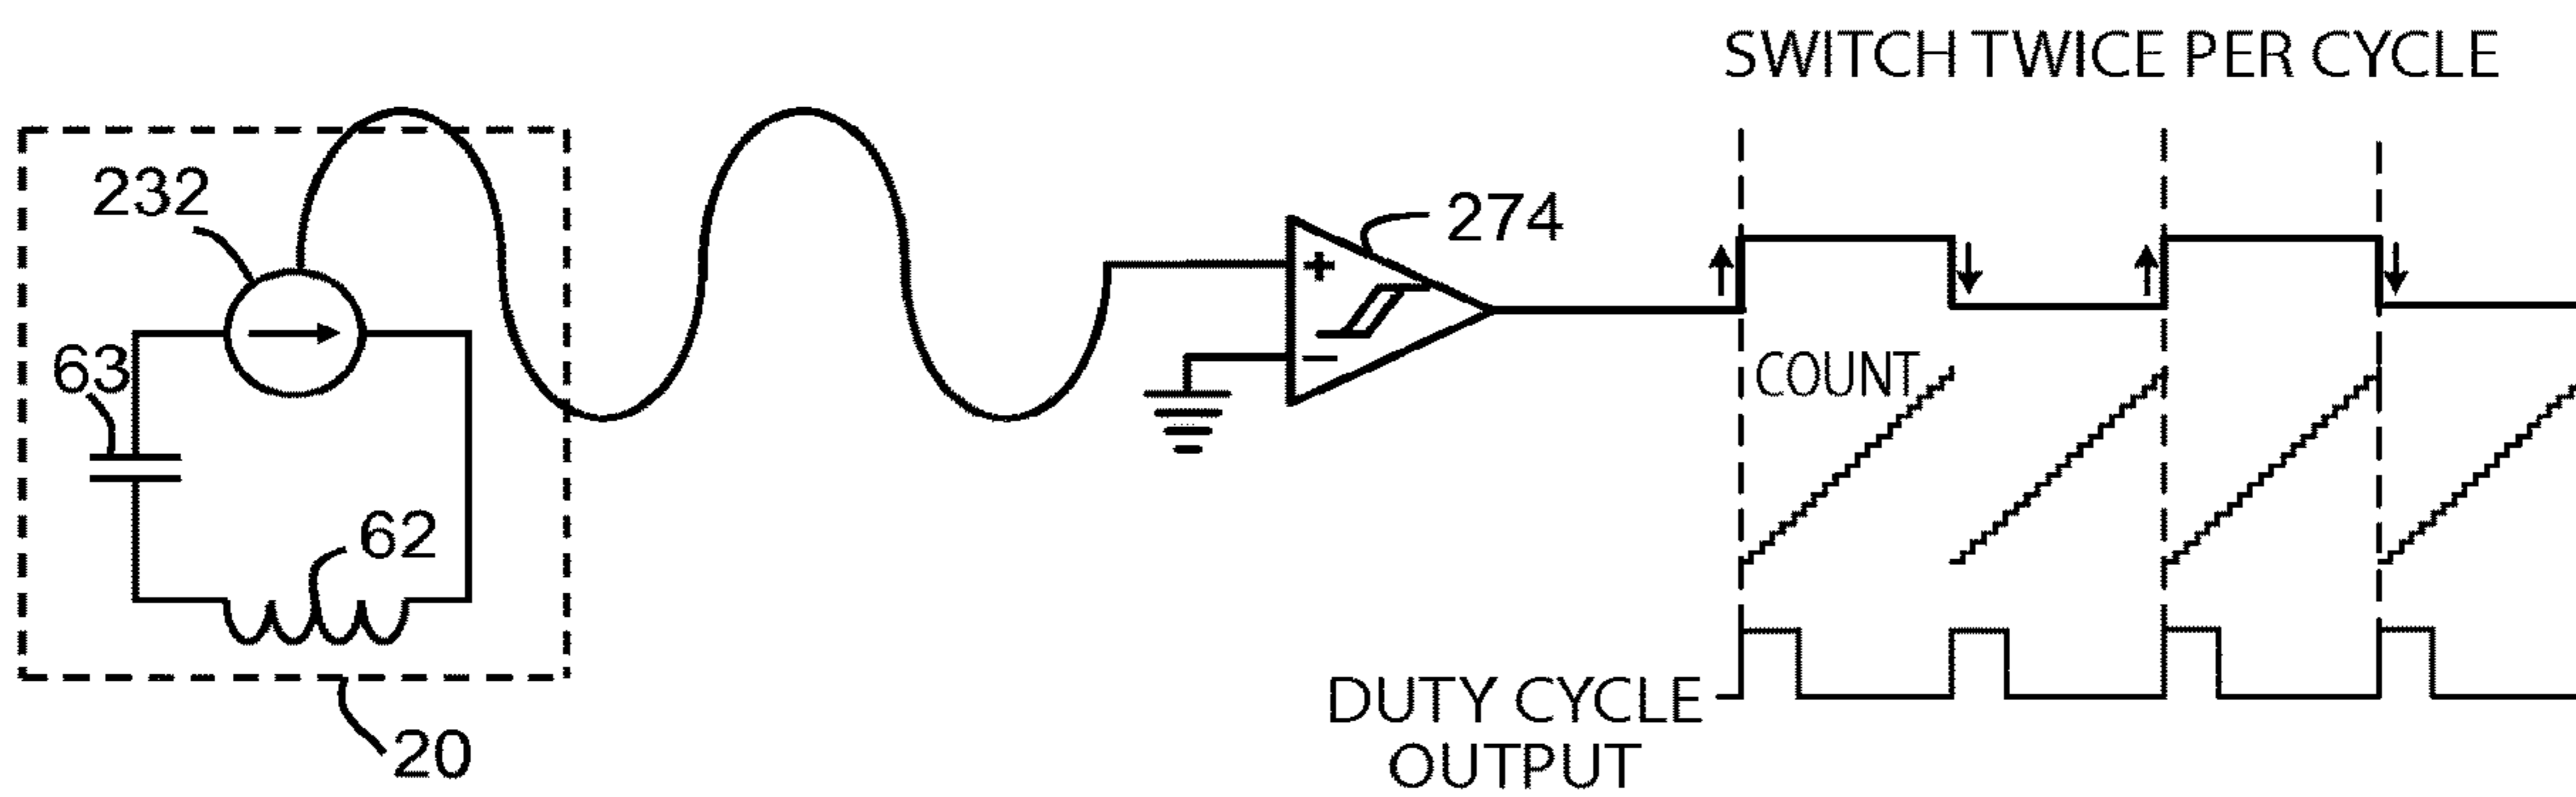 SWITCH TWICE PER CYCLE
232
274
63
COUNT
62
DUTY CYCLE
OUTPUT
20